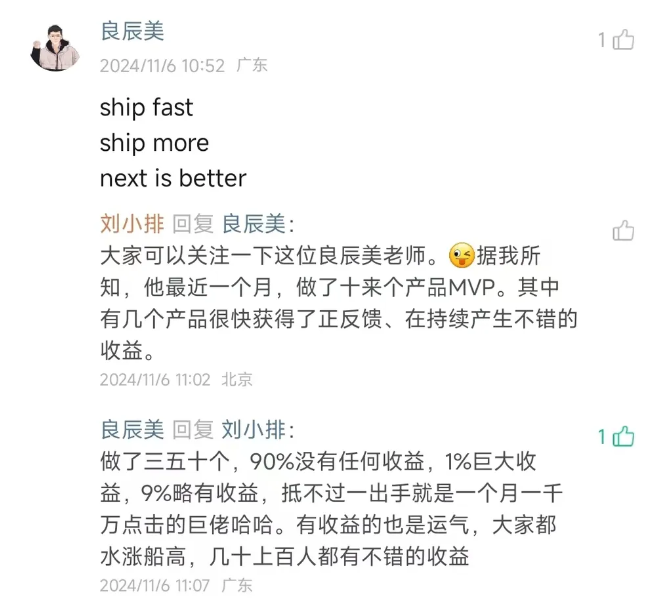 良辰美
1
2024/11/6 10:52 广东
ship fast
ship more
next is better
刘小排 回复 良辰美：
大家可以关注一下这位良辰美老师。😜据我所
知，他最近一个月，做了十来个产品MVP。其中
有几个产品很快获得了正反馈、在持续产生不错的
收益。
2024/11/6 11:02 北京
良辰美 回复 刘小排：
1
做了三五十个，90%没有任何收益，1%巨大收
益，9%略有收益，抵不过一出手就是一个月一千
万点击的巨佬哈哈。有收益的也是运气，大家都
水涨船高，几十上百人都有不错的收益
2024/11/6 11:07 广东